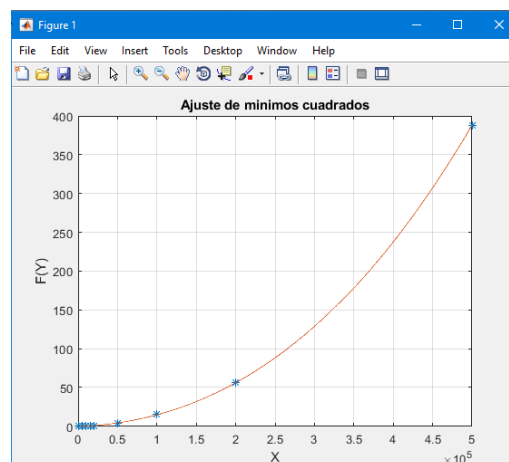 Figure 1
File Edit View Insert Tools Desktop Window Help
Ajuste de minimos cuadrados
400
350
300
250
200
150
100
50
0
F(Y)
0 0.5 1 1.5 2 2.5 3 3.5 4 4.5 5
X
× 10^5